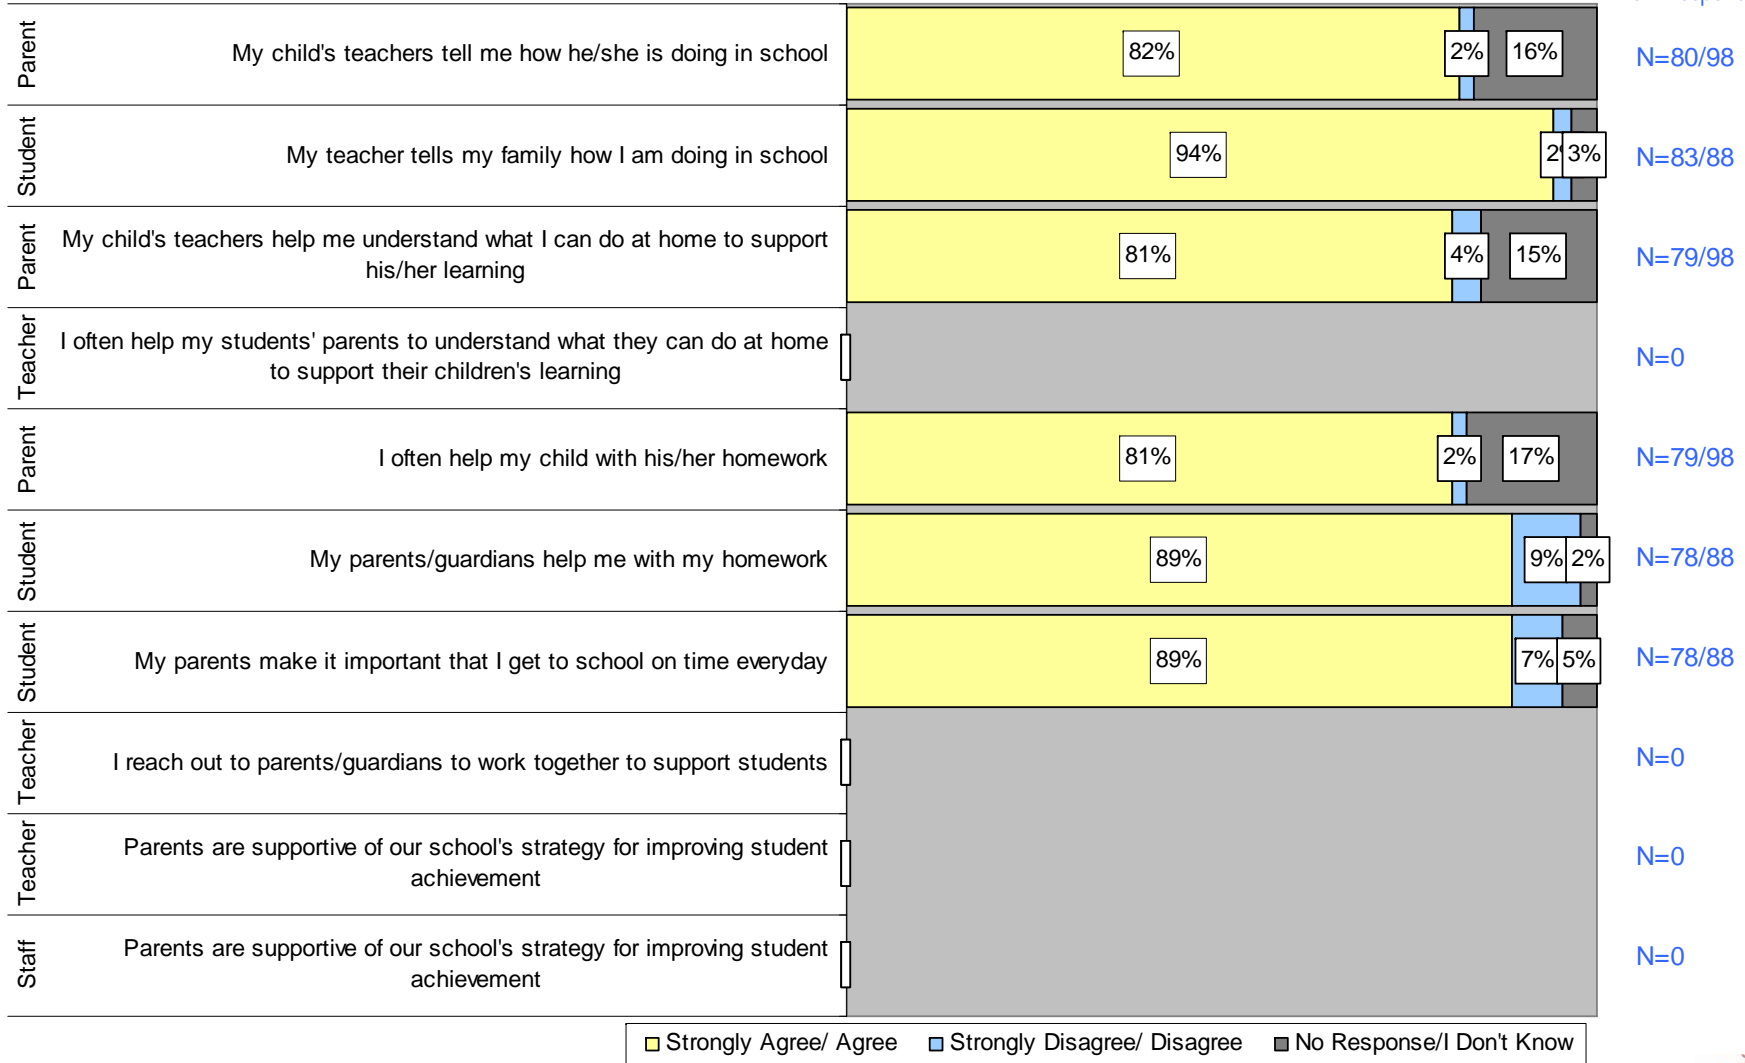 Parent
My child's teachers tell me how he/she is doing in school
82%
2%
16%
N=80/98
Student
My teacher tells my family how I am doing in school
94%
3%
N=83/88
Parent
My child's teachers help me understand what I can do at home to support
his/her learning
81%
4%
15%
N=79/98
Teacher
I often help my students' parents to understand what they can do at home
to support their children's learning
N=0
Parent
I often help my child with his/her homework
81%
2%
17%
N=79/98
Student
My parents/guardians help me with my homework
89%
9%
2%
N=78/88
Student
My parents make it important that I get to school on time everyday
89%
7%
5%
N=78/88
Teacher
I reach out to parents/guardians to work together to support students
N=0
Teacher
Parents are supportive of our school's strategy for improving student
achievement
N=0
Staff
Parents are supportive of our school's strategy for improving student
achievement
N=0
Strongly Agree/ Agree
Strongly Disagree/ Disagree
No Response/I Don't Know